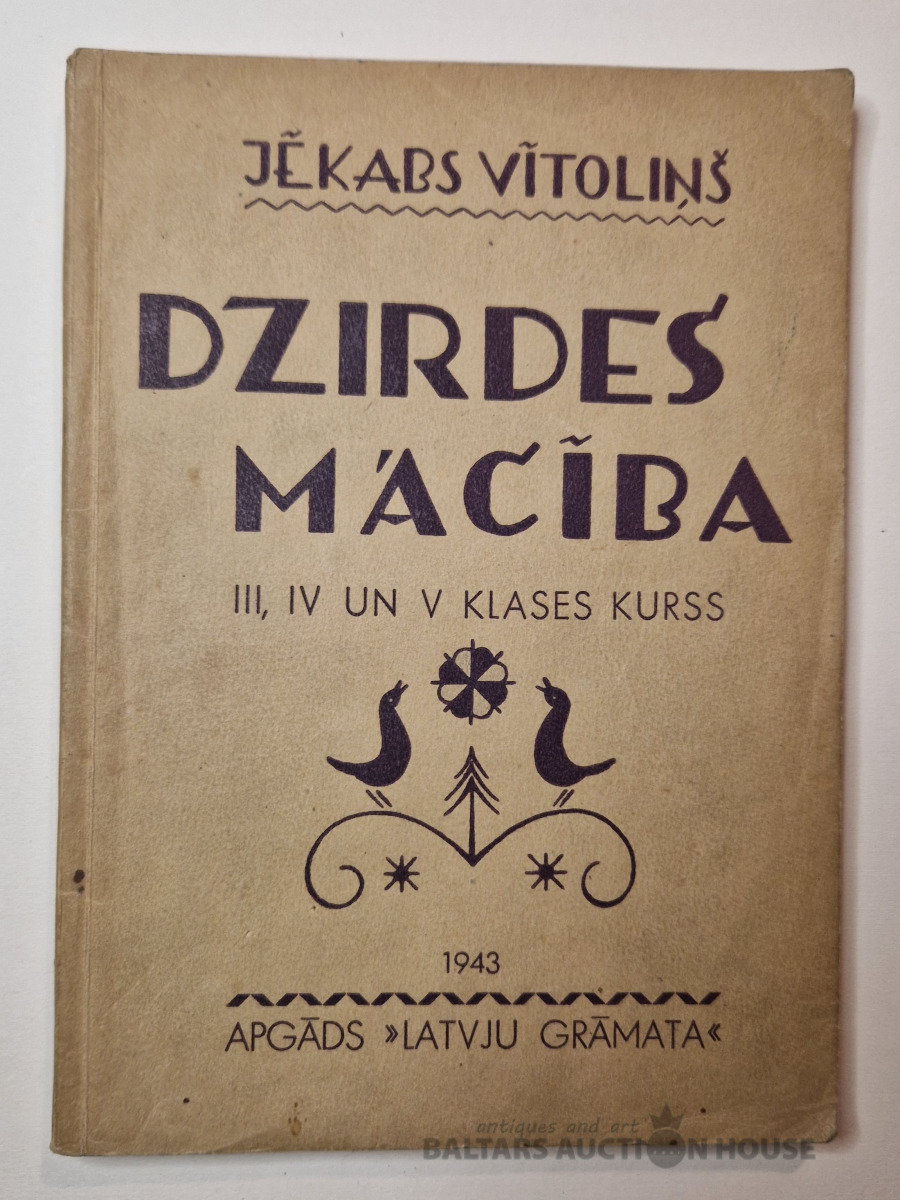 JĒKABS VĪTOLIŅŠ
DZIRDES
MĀCĪBA
III, IV UN V KLASES KURSS
1943
APGĀDS »LATVJU GRĀMATA«
antiques and art
BALTARS AUCTION HOUSE